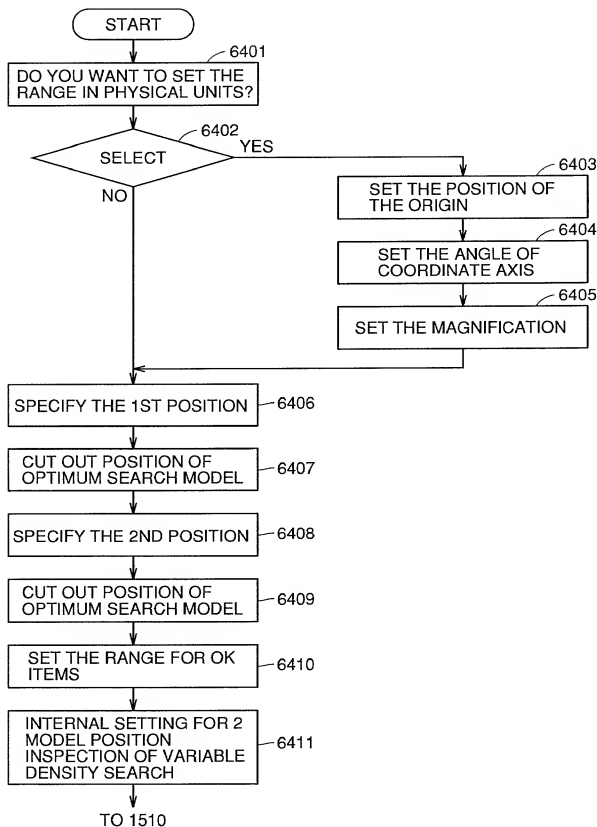 START
6401
DO YOU WANT TO SET THE
RANGE IN PHYSICAL UNITS?
6402
SELECT
YES
NO
6403
SET THE POSITION OF
THE ORIGIN
6404
SET THE ANGLE OF
COORDINATE AXIS
6405
SET THE MAGNIFICATION
SPECIFY THE 1ST POSITION
6406
CUT OUT POSITION OF
OPTIMUM SEARCH MODEL
6407
SPECIFY THE 2ND POSITION
6408
CUT OUT POSITION OF
OPTIMUM SEARCH MODEL
6409
SET THE RANGE FOR OK
ITEMS
6410
INTERNAL SETTING FOR 2
MODEL POSITION
INSPECTION OF VARIABLE
DENSITY SEARCH
6411
TO 1510